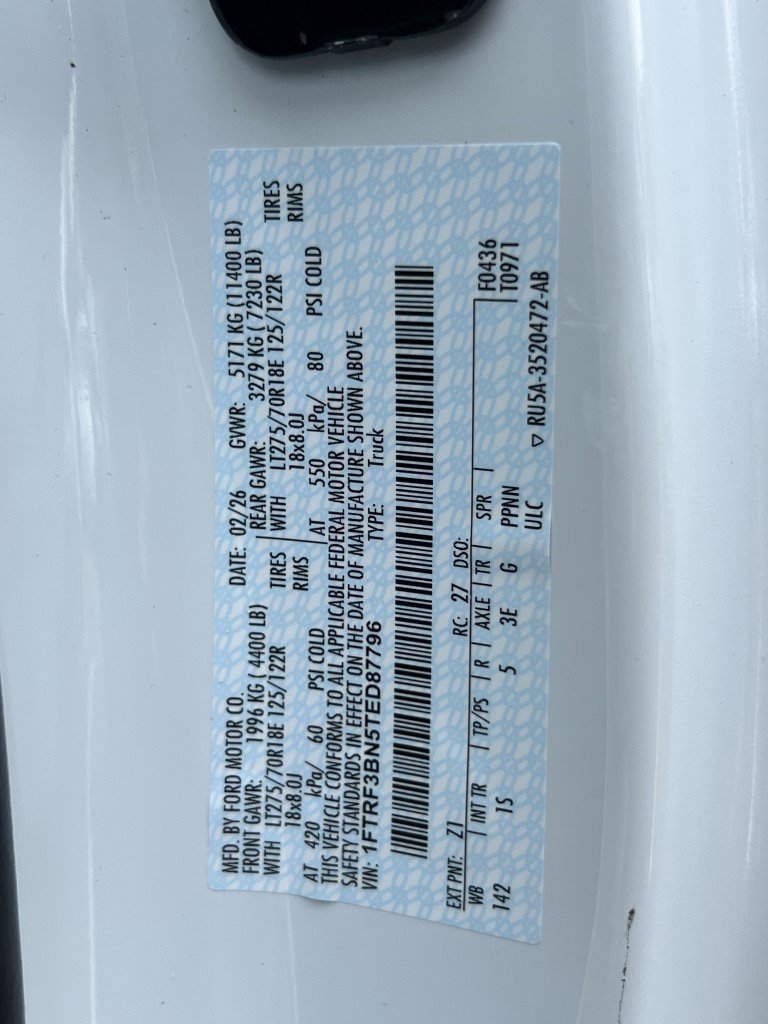 MFD. BY FORD MOTOR CO. DATE: 02/26 GVWR: 5171 KG (11400 LB)
FRONT GAWR: 1996 KG ( 4400 LB) REAR GAWR: 3279 KG ( 7230 LB)
WITH LT275/70R18E 125/122R TIRES WITH LT275/70R18E 125/122R TIRES
18x8.0J RIMS 18x8.0J RIMS
AT 420 kPa/ 60 PSI COLD AT 550 kPa/ 80 PSI COLD
THIS VEHICLE CONFORMS TO ALL APPLICABLE FEDERAL MOTOR VEHICLE
SAFETY STANDARDS IN EFFECT ON THE DATE OF MANUFACTURE SHOWN ABOVE.
VIN: 1FTRF3BN5TED87796 TYPE: Truck
EXT PNT: Z1 RC: 27 DSO:
WB INT TR TP/PS R AXLE TR SPR F0436
142 1S 5 3E G PPNN T0971
ULC ▽ RU5A-3520472-AB